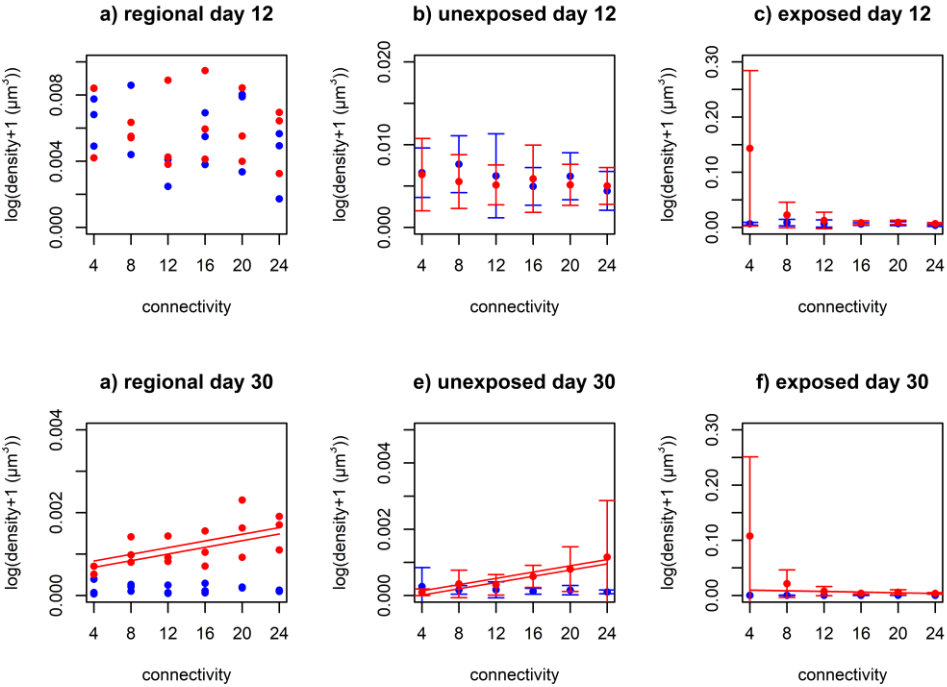 a) regional day 12
b) unexposed day 12
c) exposed day 12
log(density+1 (µm³))
0.000 0.004 0.008
4 8 12 16 20 24
connectivity
log(density+1 (µm³))
0.000 0.010 0.020
4 8 12 16 20 24
connectivity
log(density+1 (µm³))
0.00 0.10 0.20 0.30
4 8 12 16 20 24
connectivity
a) regional day 30
e) unexposed day 30
f) exposed day 30
log(density+1 (µm³))
0.000 0.002 0.004
4 8 12 16 20 24
connectivity
log(density+1 (µm³))
0.000 0.002 0.004
4 8 12 16 20 24
connectivity
log(density+1 (µm³))
0.00 0.10 0.20 0.30
4 8 12 16 20 24
connectivity